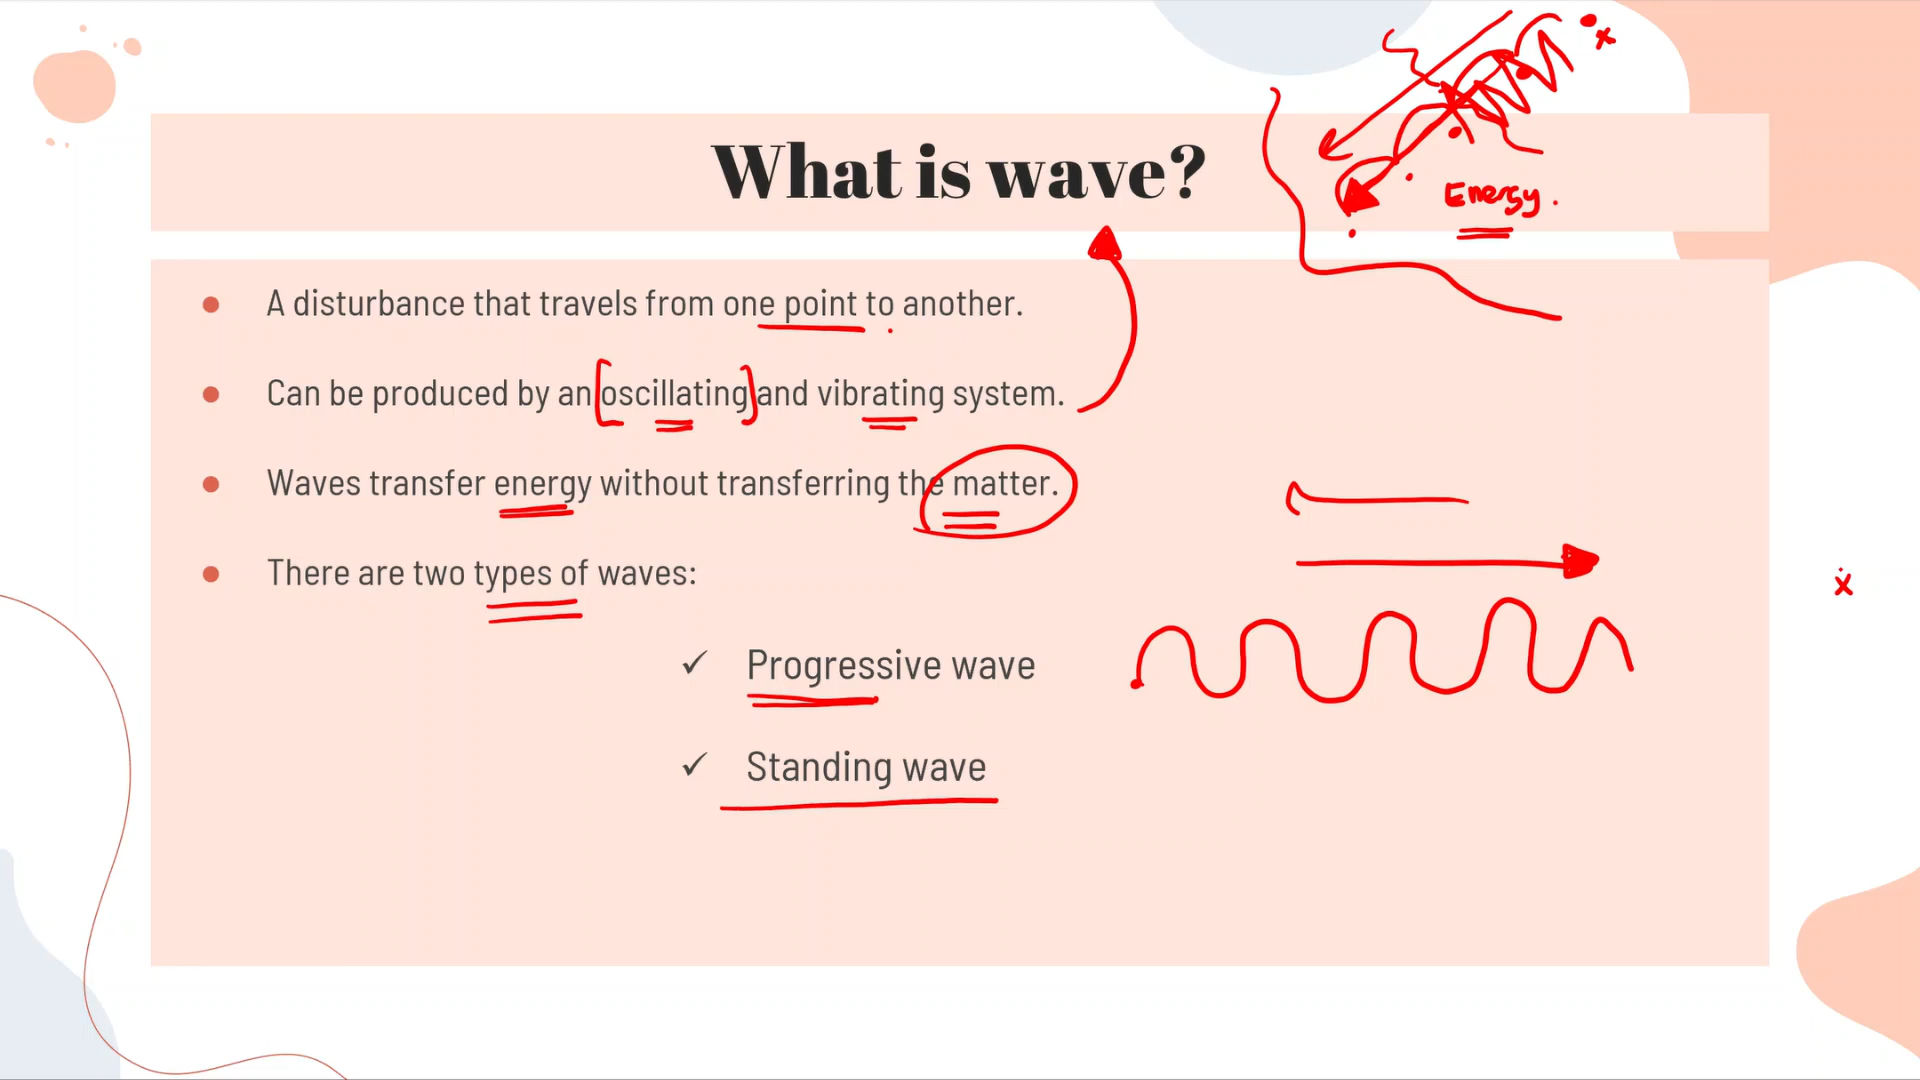 What is wave?
Energy.
A disturbance that travels from one point to another.
Can be produced by an [oscillating] and vibrating system.
Waves transfer energy without transferring the matter.
There are two types of waves:
✓ Progressive wave
✓ Standing wave